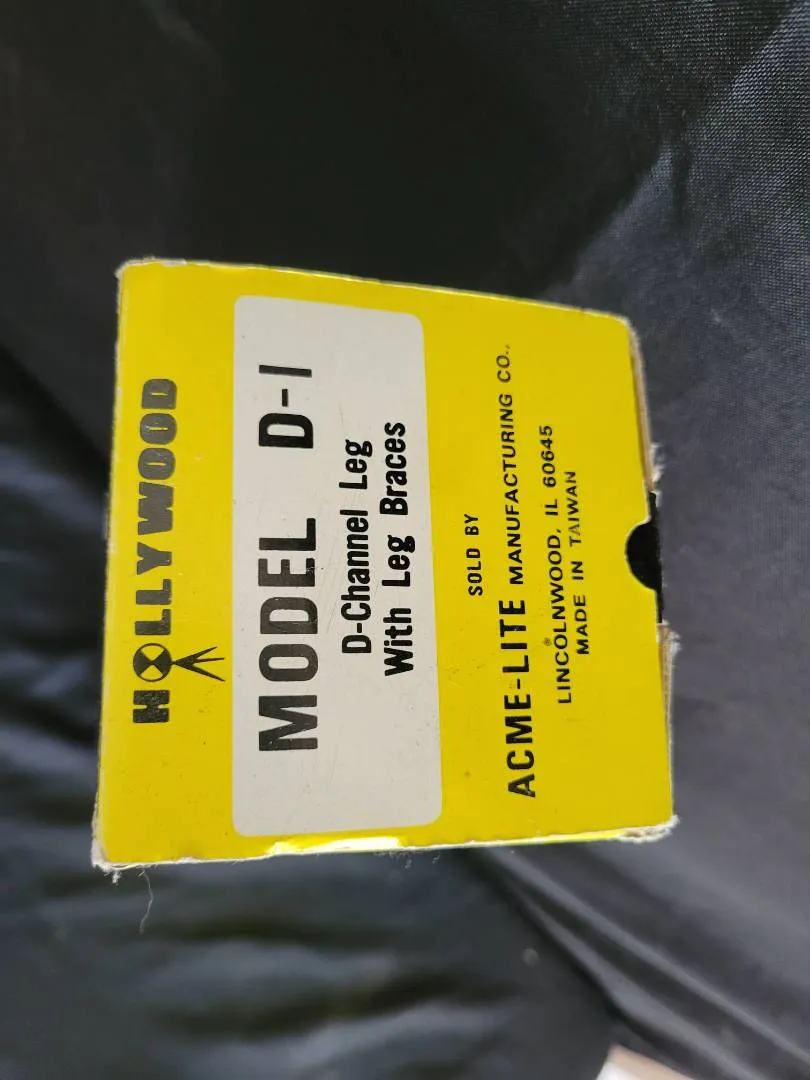 HOLLYWOOD
MODEL D-1
D-Channel Leg
With Leg Braces
SOLD BY
ACME-LITE MANUFACTURING CO.,
LINCOLNWOOD, IL 60645
MADE IN TAIWAN